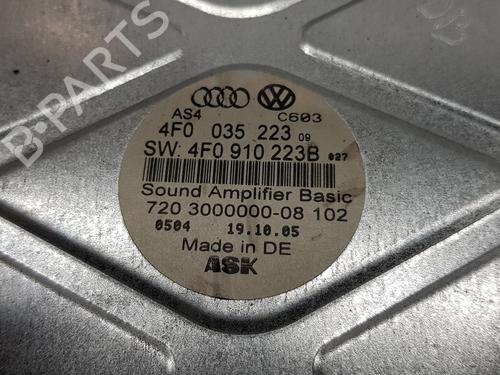 B-PARTS
AS4 C603
4F0 035 223 09
SW: 4F0 910 223B 027
Sound Amplifier Basic
720 3000000-08 102
0504 19.10.05
Made in DE
ASK